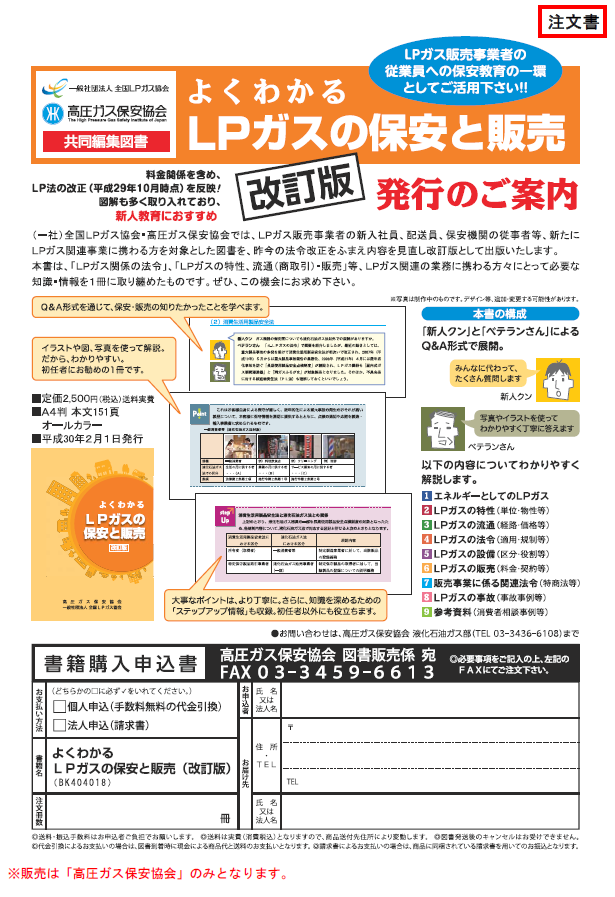 注文書
LPガス販売事業者の
従業員への保安教育の一環
としてご活用下さい!!
一般社団法人 全国LPガス協会
高圧ガス保安協会
The High Pressure Gas Safety Institute of Japan
共同編集図書
よくわかる
LPガスの保安と販売
料金関係を含め、
LP法の改正(平成29年10月時点)を反映!
図解も多く取り入れており、
新人教育におすすめ
改訂版
発行のご案内
(一社)全国LPガス協会・高圧ガス保安協会では、LPガス販売事業者の新入社員、配送員、保安機関の従事者等、新たに
LPガス関連事業に携わる方を対象とした図書を、昨今の法令改正をふまえ内容を見直し改訂版として出版いたします。
本書は、「LPガス関係の法令」、「LPガスの特性、流通(商取引)・販売」等、LPガス関連の業務に携わる方々にとって必要な
知識・情報を1冊に取り纏めたものです。ぜひ、この機会にお求め下さい。
※写真は制作中のものです。デザイン等、追加・変更する可能性があります。
Q&A形式を通じて、保安・販売の知りたかったことを学べます。
イラストや図、写真を使って解説。
だから、わかりやすい。
初任者にお勧めの1冊です。
■定価2,500円(税込)送料実費
■A4判 本文151頁
オールカラー
■平成30年2月1日発行
よくわかる
LPガスの
保安と販売
改訂版
高圧ガス保安協会
一般社団法人 全国LPガス協会
(2) 消費生活用製品安全法
新人クン
ベテランさん
Point
Step Up
大事なポイントは、より丁寧に。さらに、知識を深めるための
「ステップアップ情報」も収録。初任者以外にも役立ちます。
本書の構成
「新人クン」と「ベテランさん」による
Q&A形式で展開。
みんなに代わって、
たくさん質問します
新人クン
写真やイラストを使って
わかりやすく丁寧に答えます
ベテランさん
以下の内容についてわかりやすく
解説します。
1 エネルギーとしてのLPガス
2 LPガスの特性(単位・物性等)
3 LPガスの流通(経路・価格等)
4 LPガスの法令(適用・規制等)
5 LPガスの設備(区分・役割等)
6 LPガスの販売(料金・契約等)
7 販売事業に係る関連法令(特商法等)
8 LPガスの事故(事故事例等)
9 参考資料(消費者相談事例等)
●お問い合わせは、高圧ガス保安協会 液化石油ガス部(TEL 03-3436-6108)まで
書籍購入申込書
高圧ガス保安協会 図書販売係 宛
FAX 03-3459-6613
◎必要事項をご記入の上、左記の
FAXにてご注文下さい。
お支払い方法
(どちらかの□に必ず✓をいれてください。)
□個人申込(手数料無料の代金引換)
□法人申込(請求書)
書籍名
よくわかる
LPガスの保安と販売(改訂版)
(BK404018)
注文冊数
冊
お申込者
氏 名
又は
法人名
お届け先
住 所
・
TEL
〒
TEL
氏 名
又は
法人名
◎送料・振込手数料はお申込者ご負担でお願いします。 ◎送料は実費(消費税込)となりますので、商品送付先住所により変動します。 ◎図書発送後のキャンセルはお受けできません。
◎代金引換によるお支払いの場合は、図書到着時に現金による商品代と送料のお支払いとなります。 ◎請求書によるお支払いの場合は、商品に同梱されている請求書を用いてのお振込となります。
※販売は「高圧ガス保安協会」のみとなります。